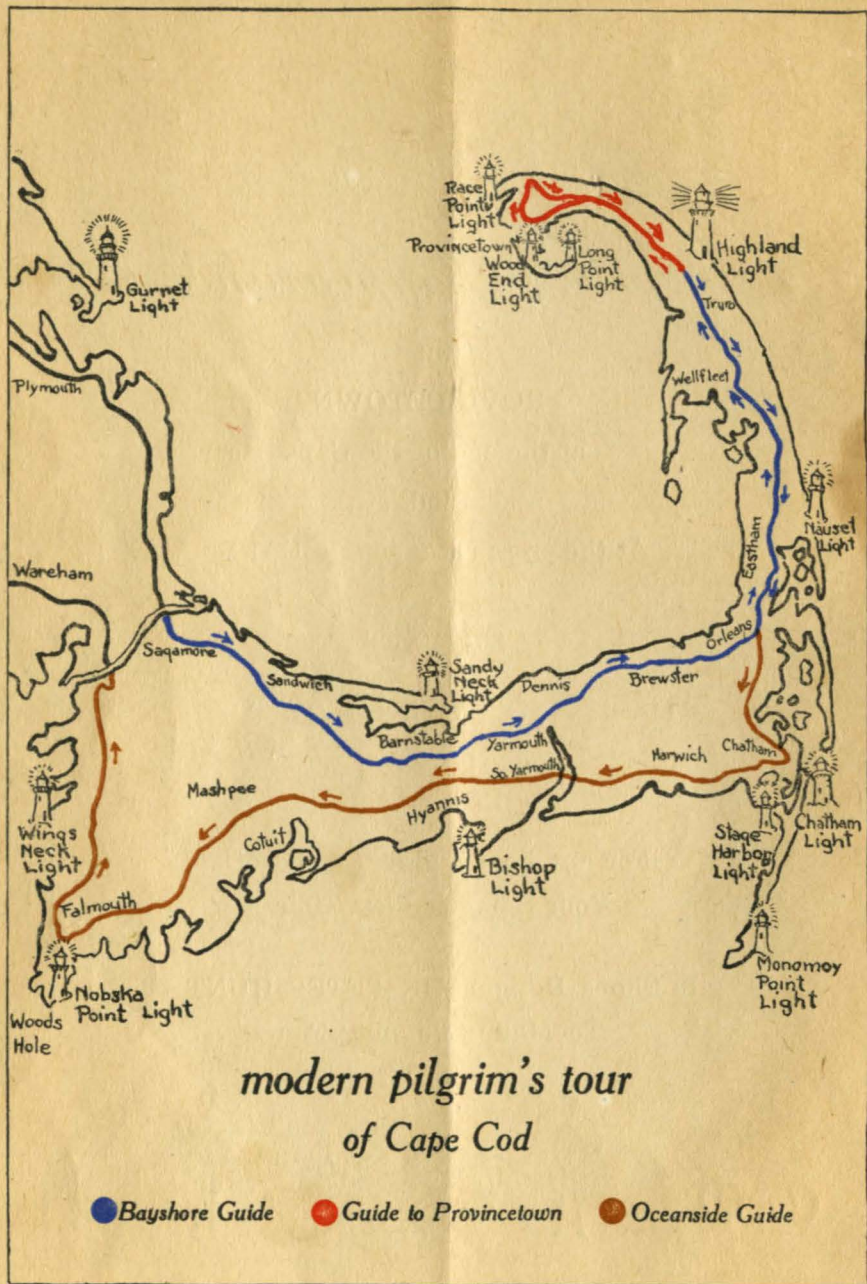 Race
Point
Light
Provincetown
Wood
End
Light
Long
Point
Light
Highland
Light
Gurnet
Light
Truro
Plymouth
Wellfleet
Nauset
Light
Eastham
Wareham
Orleans
Sagamore
Sandwich
Sandy
Neck
Light
Dennis
Brewster
Barnstable
Yarmouth
Chatham
Harwich
So. Yarmouth
Mashpee
Hyannis
Cotuit
Wings
Neck
Light
Bishop
Light
Stage
Harbor
Light
Chatham
Light
Falmouth
Monomoy
Point
Light
Nobska
Point Light
Woods
Hole
modern pilgrim's tour
of Cape Cod
Bayshore Guide
Guide to Provincetown
Oceanside Guide